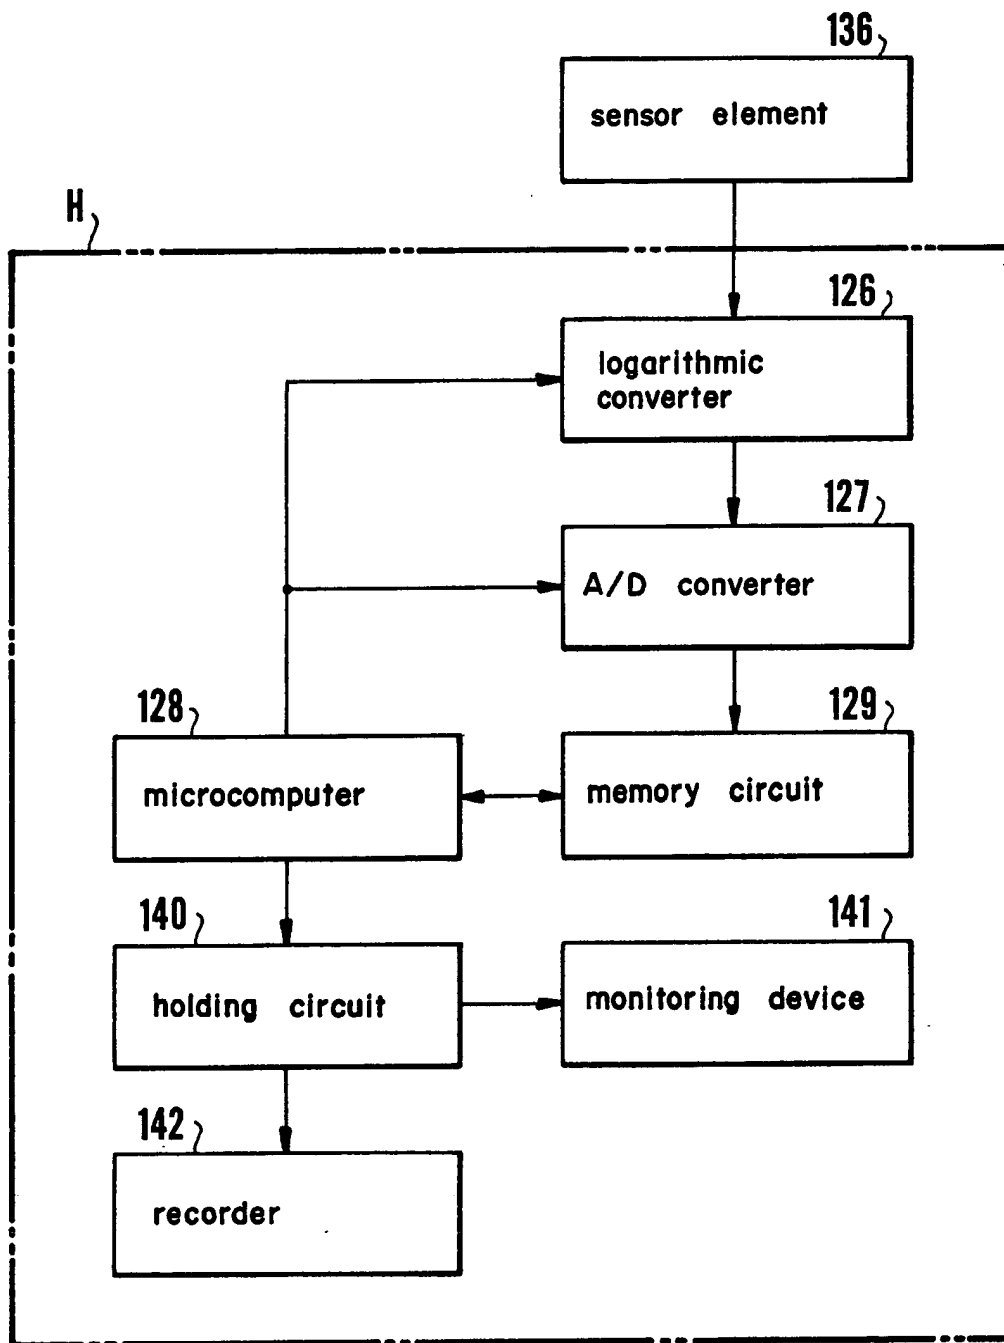 136
sensor element
H
126
logarithmic
converter
127
A/D converter
128
microcomputer
129
memory circuit
140
holding circuit
141
monitoring device
142
recorder